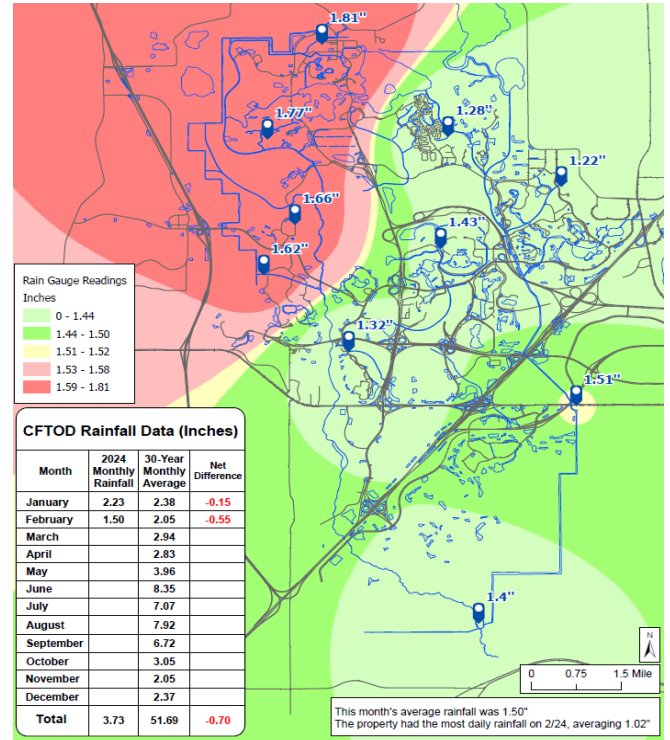 1.81"
1.77"
1.28"
1.22"
1.66"
1.43"
1.62"
1.32"
1.51"
1.4"
Rain Gauge Readings
Inches
0 - 1.44
1.44 - 1.50
1.51 - 1.52
1.53 - 1.58
1.59 - 1.81
CFTOD Rainfall Data (Inches)
Month 2024 Monthly Rainfall 30-Year Monthly Average Net Difference
January 2.23 2.38 -0.15
February 1.50 2.05 -0.55
March 2.94
April 2.83
May 3.96
June 8.35
July 7.07
August 7.92
September 6.72
October 3.05
November 2.05
December 2.37
Total 3.73 51.69 -0.70
N
0 0.75 1.5 Mile
This month's average rainfall was 1.50"
The property had the most daily rainfall on 2/24, averaging 1.02"